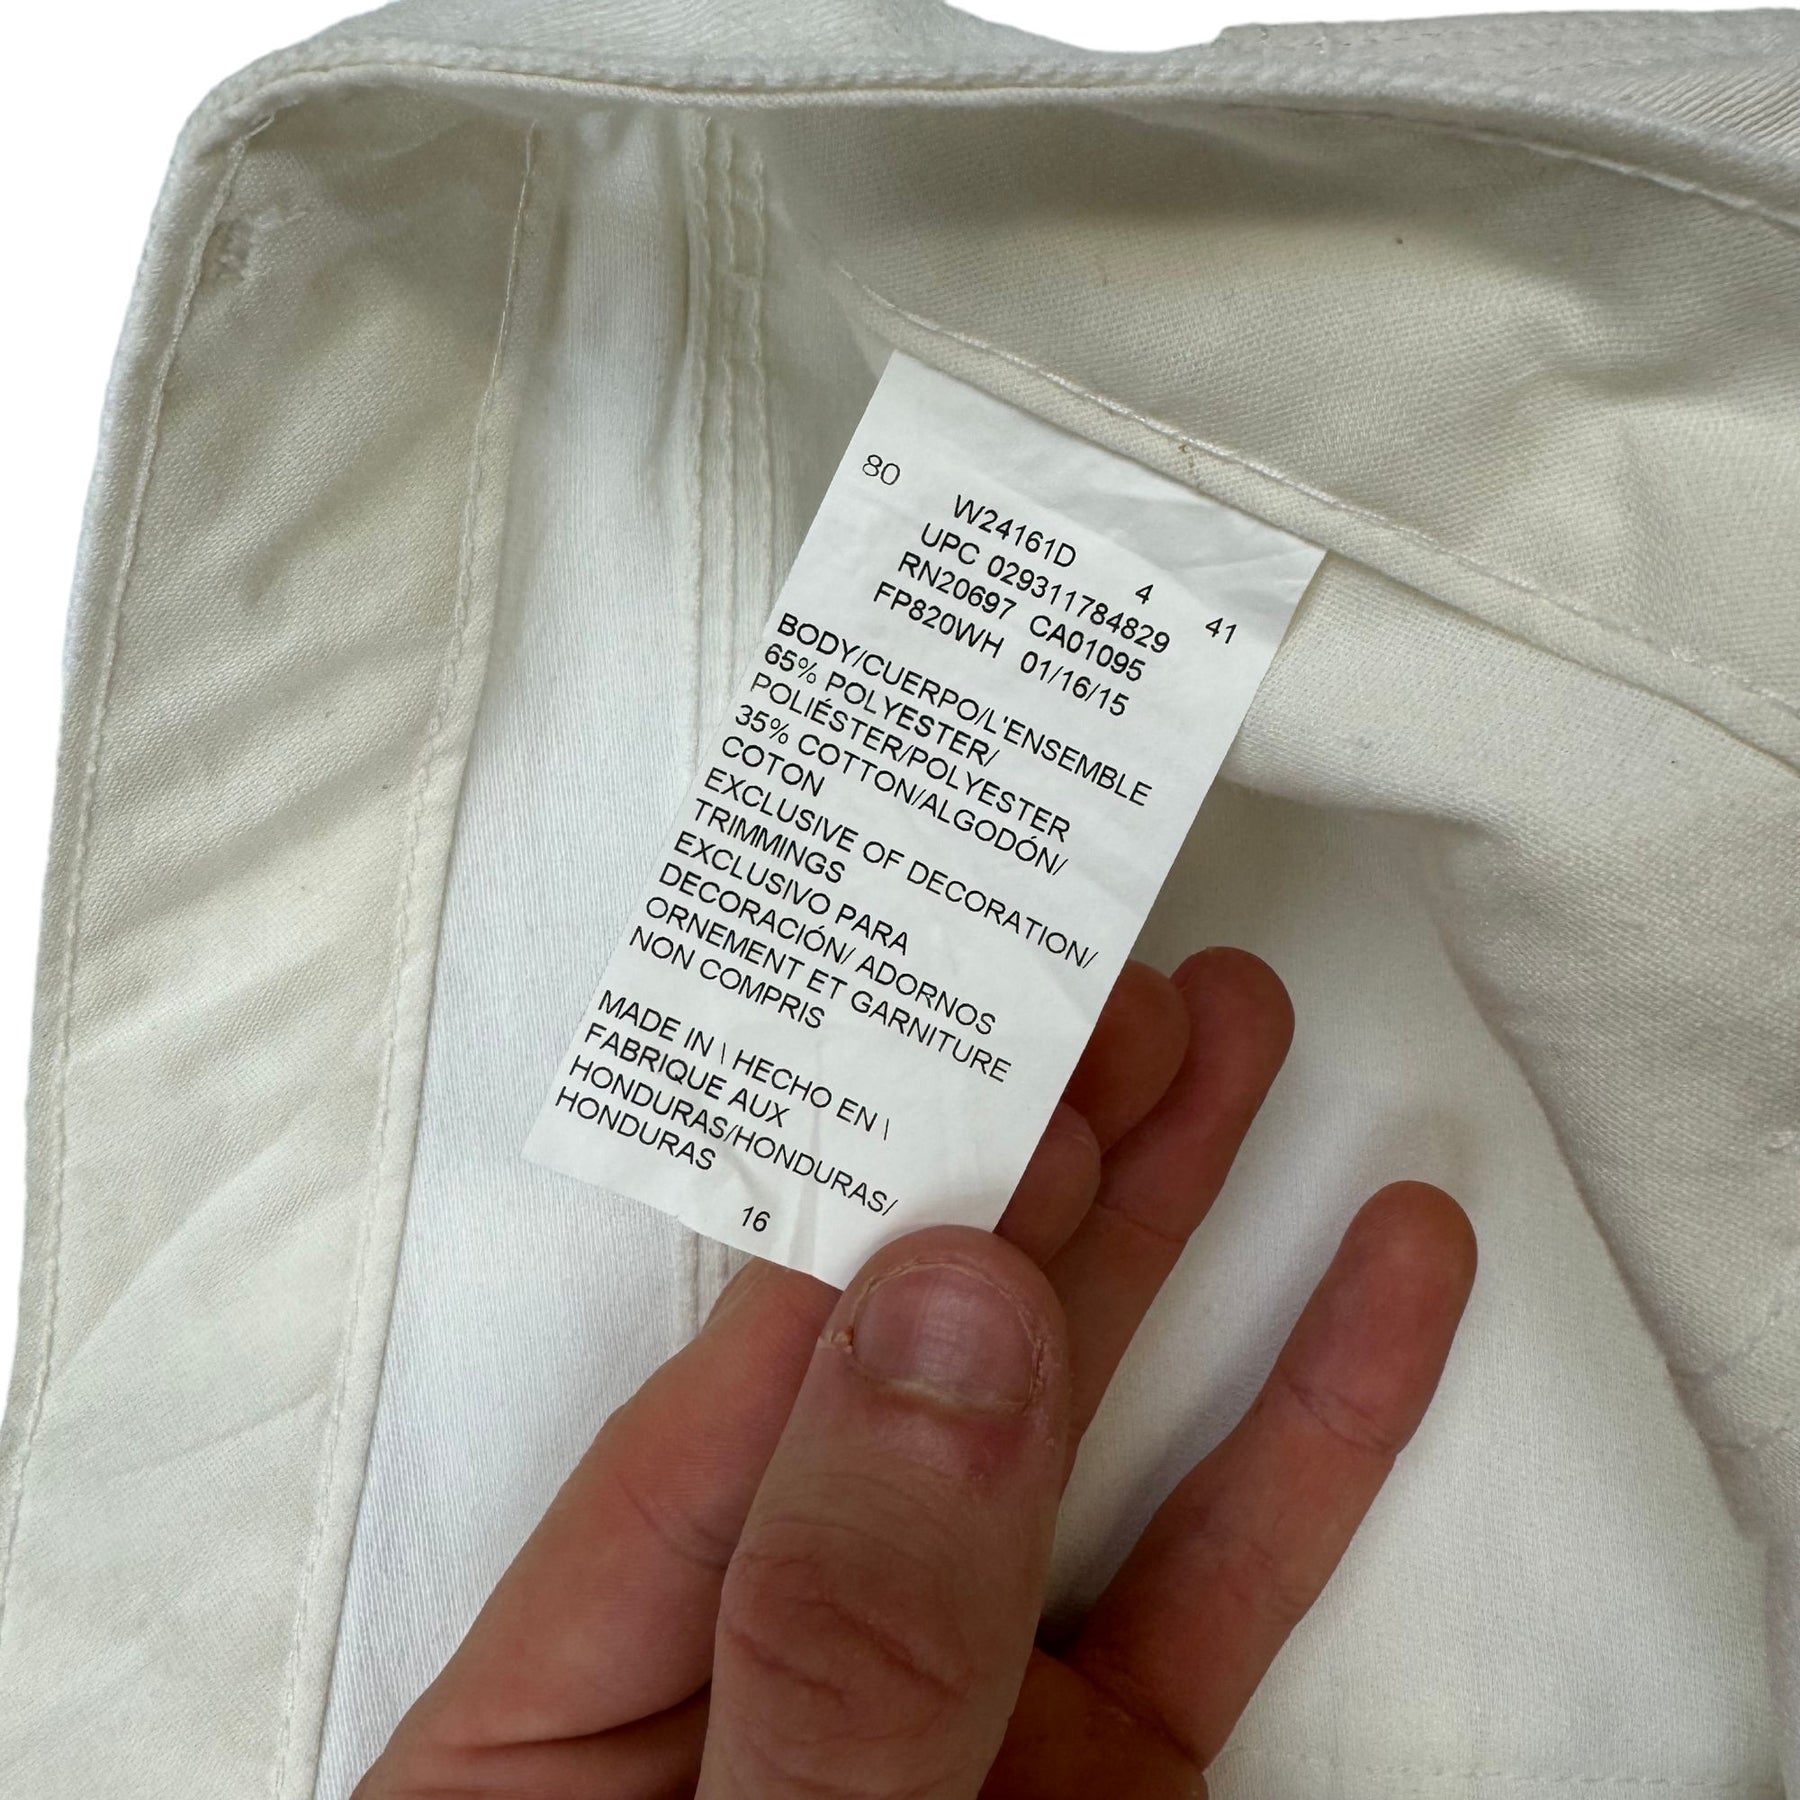 80
W24161D 4 41
UPC 029311784829
RN20697 CA01095
FP820WH 01/16/15
BODY/CUERPO/L'ENSEMBLE
65% POLYESTER/
POLIÉSTER/POLYESTER
35% COTTON/ALGODÓN/
COTON
EXCLUSIVE OF DECORATION/
TRIMMINGS
EXCLUSIVO PARA
DECORACIÓN/ ADORNOS
ORNEMENT ET GARNITURE
NON COMPRIS
MADE IN \ HECHO EN \
FABRIQUE AUX
HONDURAS/HONDURAS/
HONDURAS
16